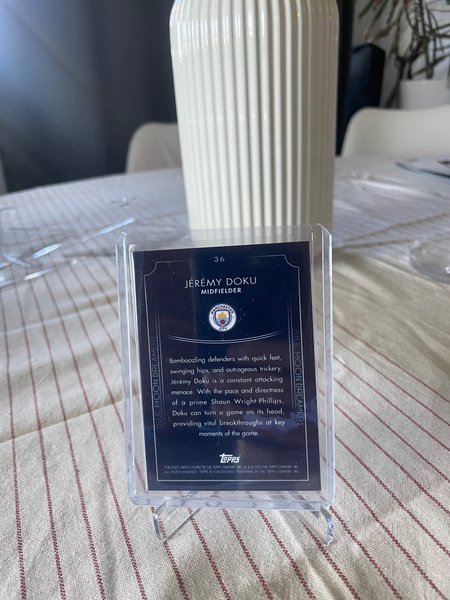 36
JÉRÉMY DOKU
MIDFIELDER
MANCHESTER
CITY
Bamboozling defenders with quick feet,
swinging hips, and outrageous trickery,
Jérémy Doku is a constant attacking
menace. With the pace and directness
of a prime Shaun Wright-Phillips,
Doku can turn a game on its head,
providing vital breakthroughs at key
moments of the game.
Topps